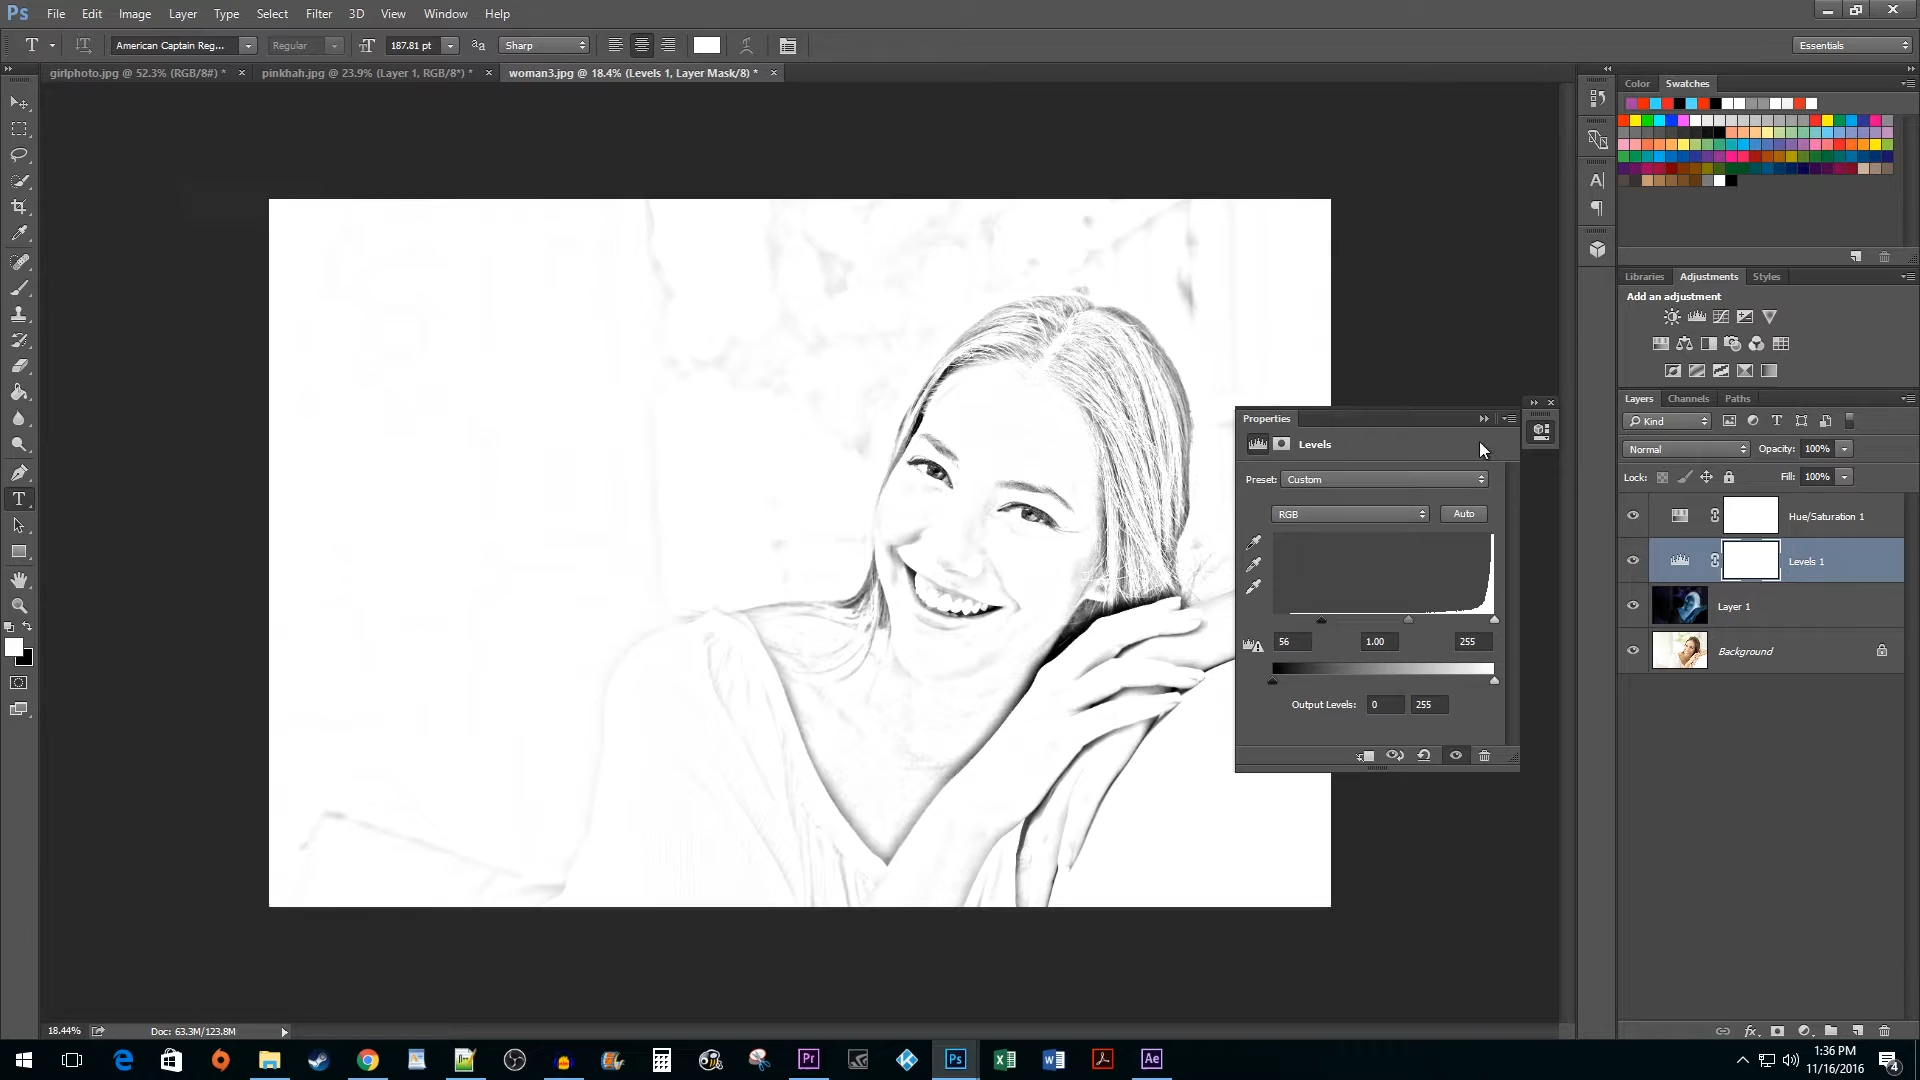 Ps File Edit Image Layer Type Select Filter 3D View Window Help
T American Captain Reg... Regular 187.81 pt Sharp Essentials
girlphoto.jpg @ 52.3% (RGB/8#) * × pinkhah.jpg @ 23.9% (Layer 1, RGB/8*) * × woman3.jpg @ 18.4% (Levels 1, Layer Mask/8) * ×
Color Swatches
Libraries Adjustments Styles
Add an adjustment
Layers Channels Paths
Kind
Normal Opacity: 100%
Lock: Fill: 100%
Hue/Saturation 1
Levels 1
Layer 1
Background
Properties
Levels
Preset: Custom
RGB Auto
56 1.00 255
Output Levels: 0 255
18.44% Doc: 63.3M/123.8M
Pr Ps Ae
1:36 PM
11/16/2016
4